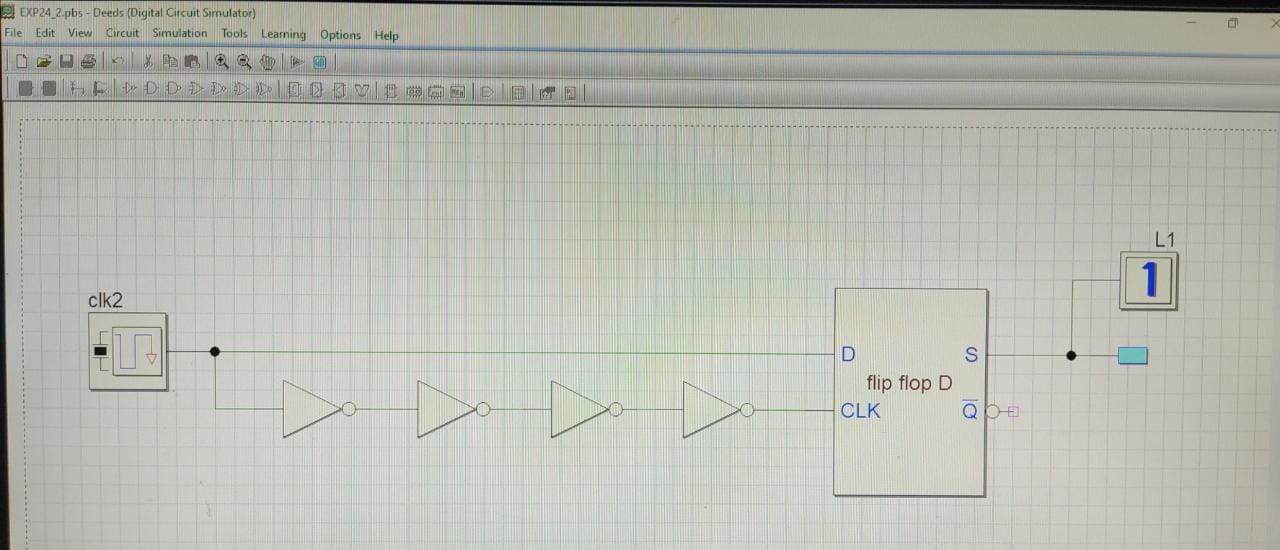 EXP24_2.pbs - Deeds (Digital Circuit Simulator)
File Edit View Circuit Simulation Tools Learning Options Help
L1
1
clk2
D S
flip flop D
CLK Q̅